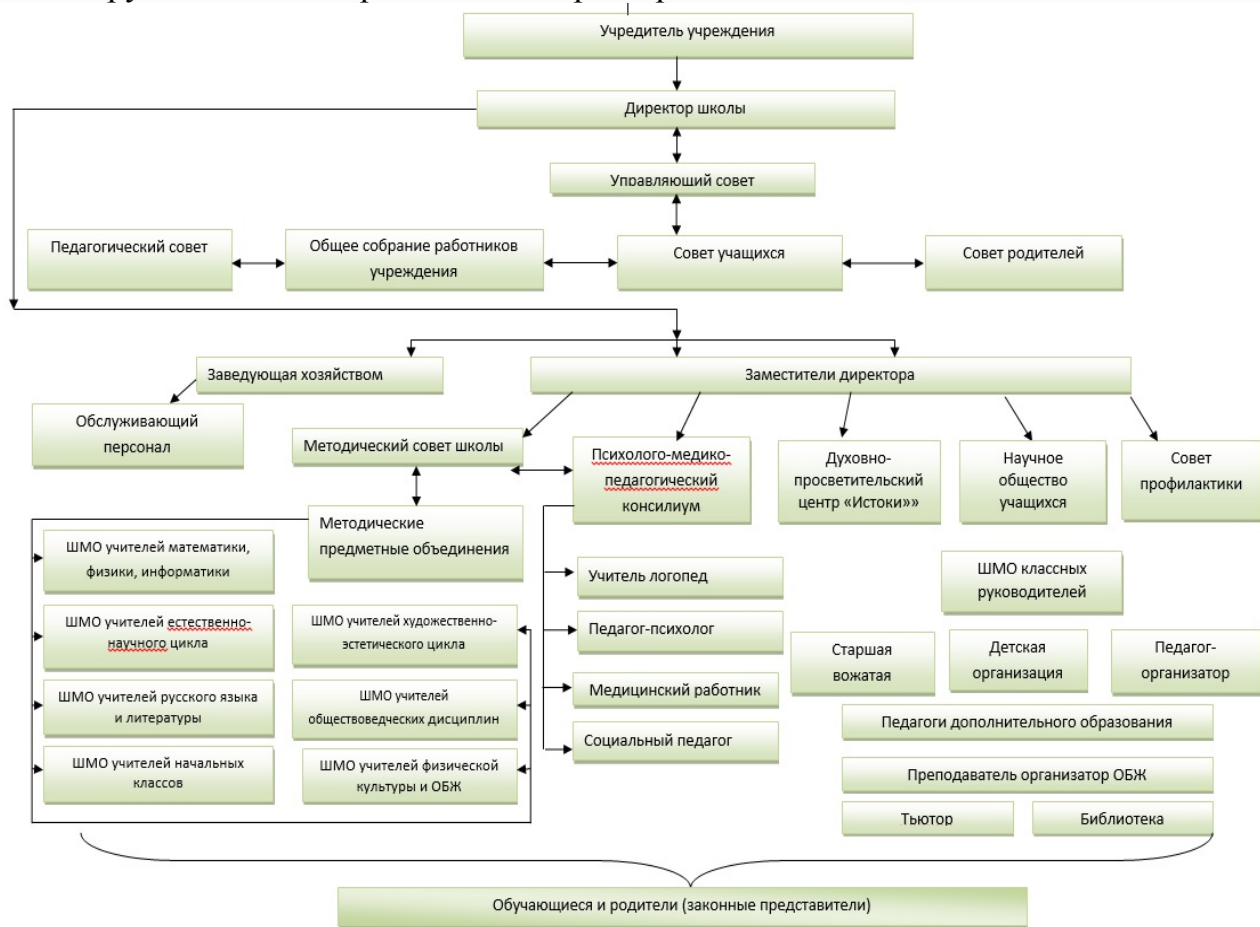 Учредитель учреждения
Директор школы
Управляющий совет
Педагогический совет
Общее собрание работников
учреждения
Совет учащихся
Совет родителей
Заведующая хозяйством
Заместители директора
Обслуживающий
персонал
Методический совет школы
Психолого-медико-
педагогический
консилиум
Духовно-
просветительский
центр «Истоки»»
Научное
общество
учащихся
Совет
профилактики
Методические
предметные объединения
ШМО учителей математики,
физики, информатики
ШМО учителей естественно-
научного цикла
ШМО учителей русского языка
и литературы
ШМО учителей начальных
классов
ШМО учителей художественно-
эстетического цикла
ШМО учителей
обществоведческих дисциплин
ШМО учителей физической
культуры и ОБЖ
Учитель логопед
Педагог-психолог
Медицинский работник
Социальный педагог
ШМО классных
руководителей
Старшая
вожатая
Детская
организация
Педагог-
организатор
Педагоги дополнительного образования
Преподаватель организатор ОБЖ
Тьютор
Библиотека
Обучающиеся и родители (законные представители)